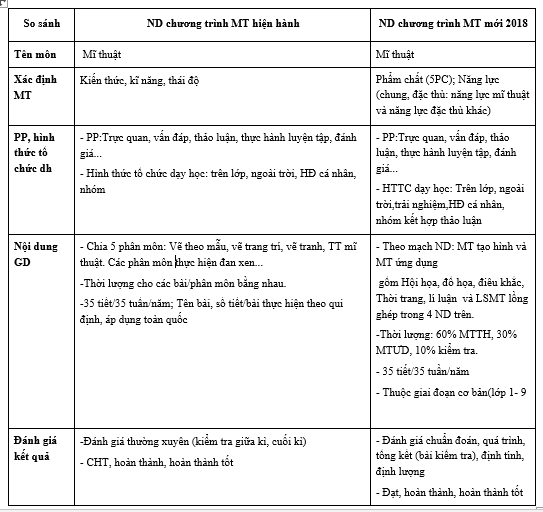 So sánh
ND chương trình MT hiện hành
ND chương trình MT mới 2018
Tên môn
Mĩ thuật
Mĩ thuật
Xác định
MT
Kiến thức, kĩ năng, thái độ
Phẩm chất (5PC); Năng lực
(chung, đặc thù: năng lực mĩ thuật
và năng lực đặc thù khác)
PP, hình
thức tổ
chức dh
- PP:Trực quan, vấn đáp, thảo luận, thực hành luyện tập, đánh
giá...
- Hình thức tổ chức dạy học: trên lớp, ngoài trời, HĐ cá nhân,
nhóm
- PP:Trực quan, vấn đáp, thảo
luận, thực hành luyện tập, đánh
giá...
- HTTC dạy học: Trên lớp, ngoài
trời,trải nghiệm,HĐ cá nhân,
nhóm kết hợp thảo luận
Nội dung
GD
- Chia 5 phân môn: Vẽ theo mẫu, vẽ trang trí, vẽ tranh, TT mĩ
thuật. Các phân môn thực hiện đan xen...
-Thời lượng cho các bài/phân môn bằng nhau.
-35 tiết/35 tuần/năm; Tên bài, số tiết/bài thực hiện theo qui
định, áp dụng toàn quốc
- Theo mạch ND: MT tạo hình và
MT ứng dụng
gồm Hội họa, đồ họa, điêu khắc,
Thời trang, lí luận và LSMT lồng
ghép trong 4 ND trên.
-Thời lượng: 60% MTTH, 30%
MTƯD, 10% kiểm tra.
- 35 tiết/35 tuần/năm
- Thuộc giai đoạn cơ bản(lớp 1- 9
Đánh giá
kết quả
-Đánh giá thường xuyên (kiểm tra giữa kì, cuối kì)
- CHT, hoàn thành, hoàn thành tốt
- Đánh giá chuẩn đoán, quá trình,
tổng kết (bài kiểm tra), định tính,
định lượng
- Đạt, hoàn thành, hoàn thành tốt